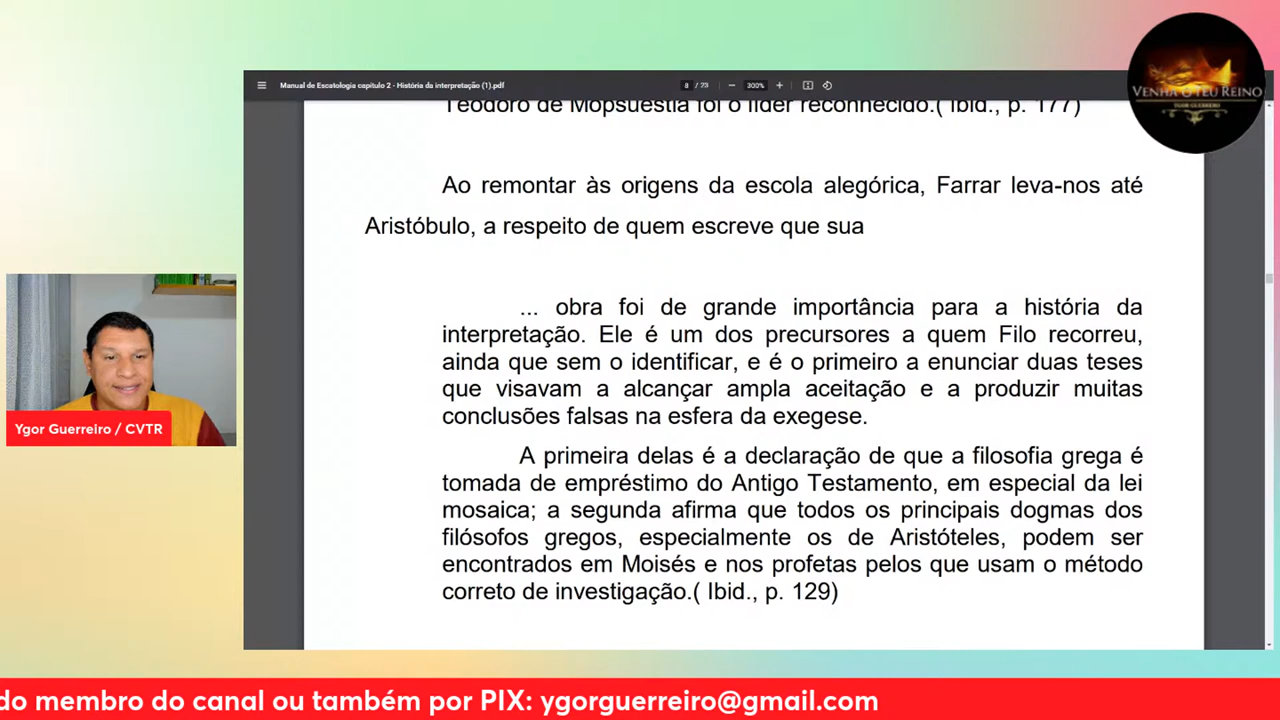 Manual de Escatologia capítulo 2 - História da interpretação (1).pdf
8 / 73
300%
VENHA O TEU REINO
YGOR GUERREIRO
Teodoro de Mopsuéstia foi o líder reconhecido.( Ibid., p. 177)
Ao remontar às origens da escola alegórica, Farrar leva-nos até
Aristóbulo, a respeito de quem escreve que sua
... obra foi de grande importância para a história da
interpretação. Ele é um dos precursores a quem Filo recorreu,
ainda que sem o identificar, e é o primeiro a enunciar duas teses
que visavam a alcançar ampla aceitação e a produzir muitas
conclusões falsas na esfera da exegese.
A primeira delas é a declaração de que a filosofia grega é
tomada de empréstimo do Antigo Testamento, em especial da lei
mosaica; a segunda afirma que todos os principais dogmas dos
filósofos gregos, especialmente os de Aristóteles, podem ser
encontrados em Moisés e nos profetas pelos que usam o método
correto de investigação.( Ibid., p. 129)
Ygor Guerreiro / CVTR
do membro do canal ou também por PIX: ygorguerreiro@gmail.com